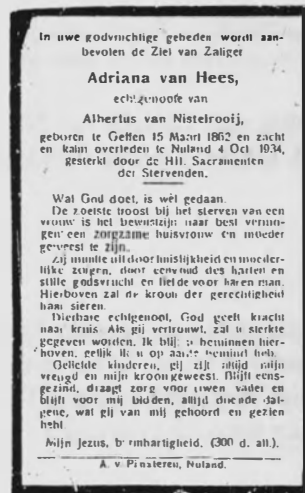 In uwe godvruchtige gebeden wordt aan-
bevolen de Ziel van Zaliger
Adriana van Hees,
echtgenoote van
Albertus van Nistelrooij,
geboren te Geffen 15 Maart 1862 en zacht
en kalm overleden te Nuland 4 Oct 1934,
gesterkt door de HH. Sacramenten
der Stervenden.
Wat God doet, is wèl gedaan.
De zoetste troost bij het sterven van een
vrouw is het bewustzijn naar best vermo-
gen een zorgzame huisvrouw en moeder
geweest te zijn.
Zij muntte uit door huislijkheid en moeder-
lijke zorgen, door eenvoud des harten en
stille godsvrucht en liefde voor haren man.
Hierboven zal de kroon der gerechtigheid
haar sieren.
Dierbare echtgenoot, God geeft kracht
naar kruis. Als gij vertrouwt, zal u sterkte
gegeven worden. Ik blijf u beminnen hier-
boven, gelijk ik u op aarde bemind heb.
Geliefde kinderen, gij zijt altijd mijn
vreugd en mijn kroon geweest. Blijft eens-
gezind, draagt zorg voor uwen vader en
blijft voor mij bidden, altijd doende dat-
gene, wat gij van mij gehoord en gezien
hebt.
Mijn Jezus, barmhartigheid. (300 d. afl.)
A. v. Pinxteren, Nuland.